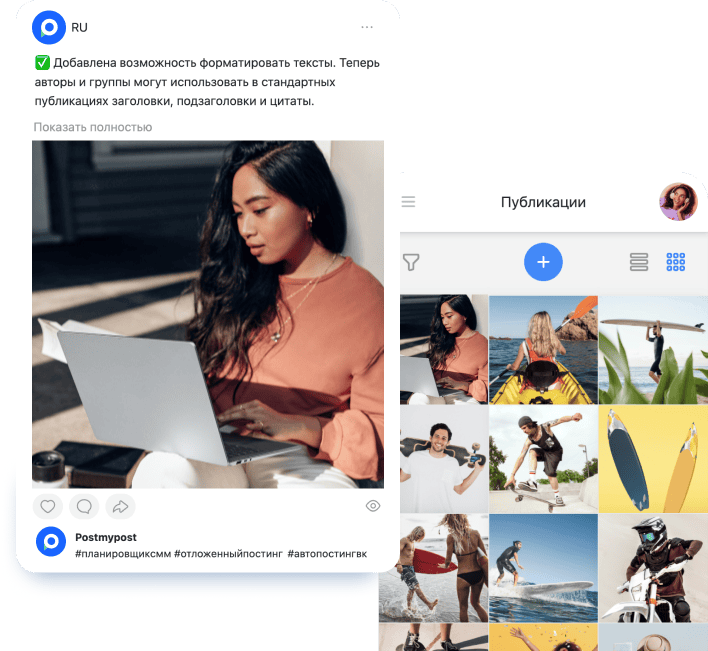 RU
✅ Добавлена возможность форматировать тексты. Теперь
авторы и группы могут использовать в стандартных
публикациях заголовки, подзаголовки и цитаты.
Показать полностью
Postmypost
#планировщиксмм #отложенныйпостинг #автопостингвк
Публикации